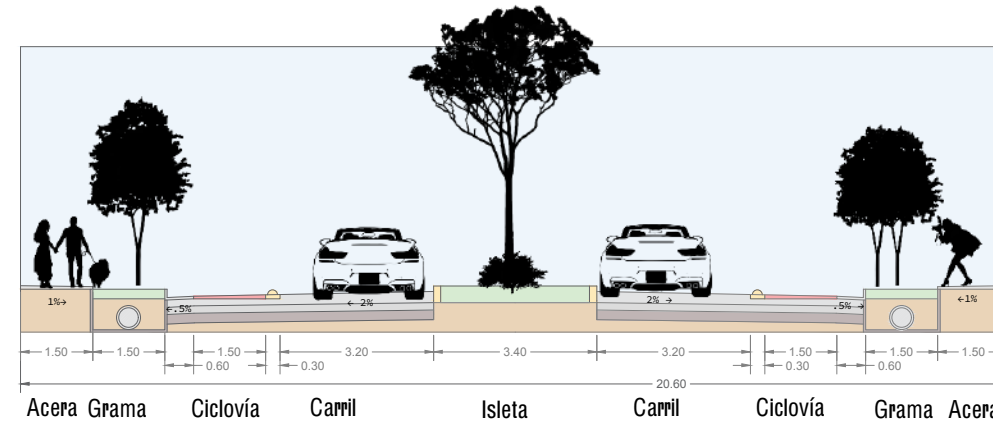 1%→
←.5%
← 2%
2% →
.5% →
←1%
1.50 1.50 1.50 3.20 3.40 3.20 1.50 1.50 1.50
0.60 0.30 0.30 0.60
20.60
Acera Grama Ciclovía Carril Isleta Carril Ciclovía Grama Acera